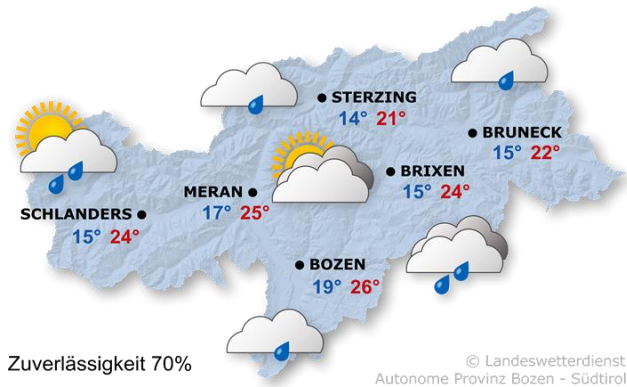 STERZING
14° 21°
BRUNECK
15° 22°
BRIXEN
15° 24°
MERAN
17° 25°
SCHLANDERS
15° 24°
BOZEN
19° 26°
Zuverlässigkeit 70%
© Landeswetterdienst
Autonome Provinz Bozen - Südtirol